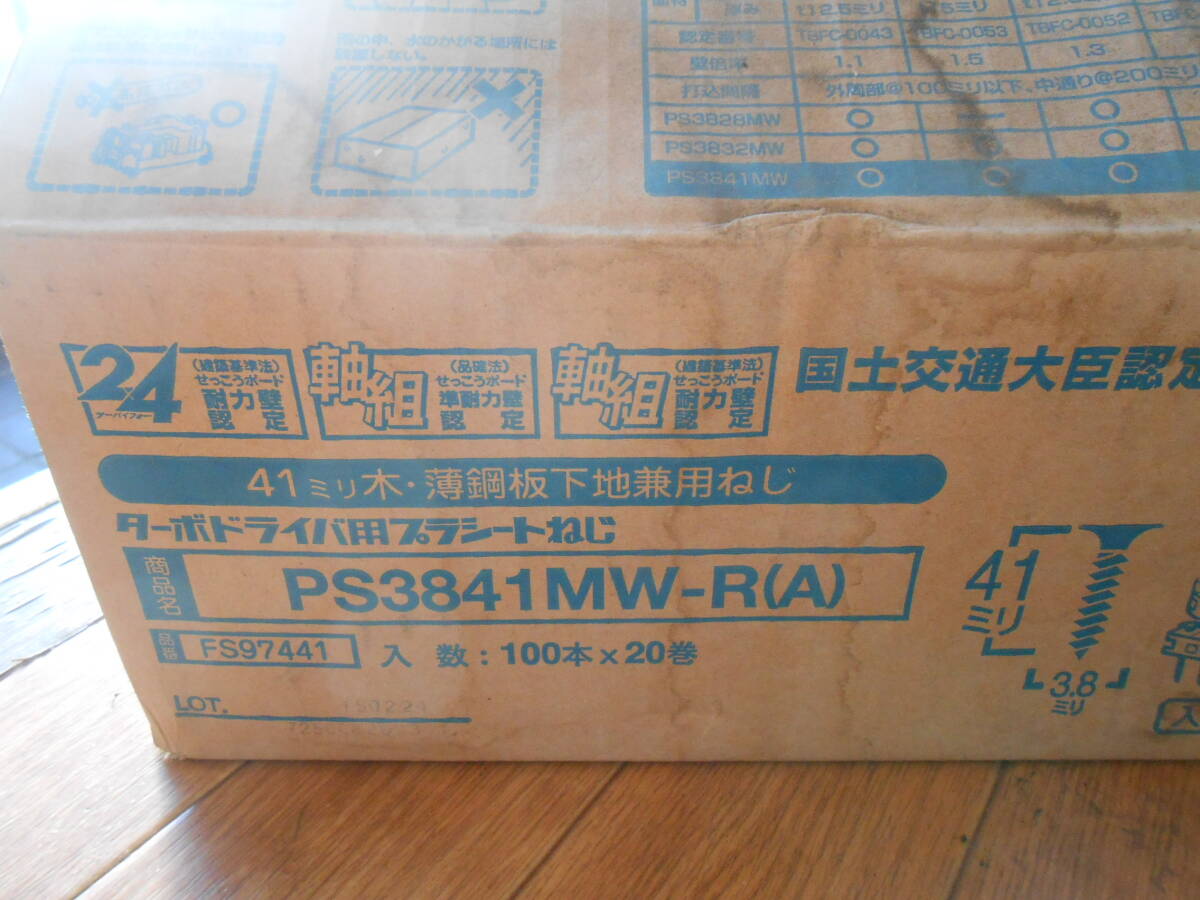 雨の中、水のかかる場所には
放置しない。
厚み t12.5ミリ
認定番号 TBFC-0043 TBFC-0053 TBFC-0052
壁倍率 1.1 1.5 1.3
打込間隔 外周部@100ミリ以下、中通り@200ミリ
PS3828MW ○ － ○
PS3832MW ○ ○
PS3841MW ○ ○ ○
2×4 ツーバイフォー
(建築基準法)
せっこうボード
耐力壁
認定
軸組
(品確法)
せっこうボード
準耐力壁
認定
軸組
(建築基準法)
せっこうボード
耐力壁
認定
国土交通大臣認定
41ミリ木・薄鋼板下地兼用ねじ
ターボドライバ用プラシートねじ
商品名 PS3841MW-R(A)
品番 FS97441 入数:100本×20巻
LOT.
41ミリ
3.8ミリ
入